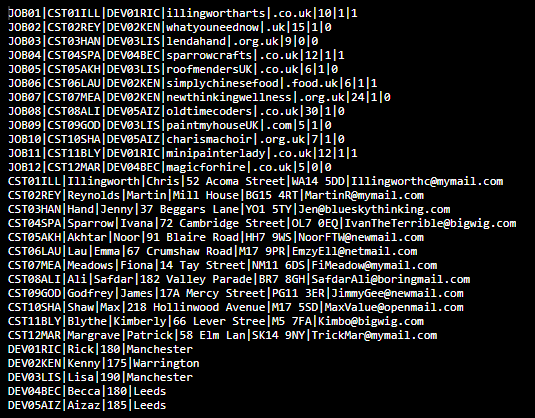 JOB01|CST01ILL|DEV01RIC|illingwortharts|.co.uk|10|1|1
JOB02|CST02REY|DEV02KEN|whatyouneednow|.uk|15|1|0
JOB03|CST03HAN|DEV03LIS|lendahand|.org.uk|9|0|0
JOB04|CST04SPA|DEV04BEC|sparrowcrafts|.co.uk|12|1|1
JOB05|CST05AKH|DEV03LIS|roofmendersUK|.co.uk|6|1|0
JOB06|CST06LAU|DEV02KEN|simplychinesefood|.food.uk|6|1|1
JOB07|CST07MEA|DEV02KEN|newthinkingwellness|.org.uk|24|1|0
JOB08|CST08ALI|DEV05AIZ|oldtimecoders|.co.uk|30|1|0
JOB09|CST09GOD|DEV03LIS|paintmyhouseUK|.com|5|1|0
JOB10|CST10SHA|DEV05AIZ|charismachoir|.org.uk|7|1|0
JOB11|CST11BLY|DEV01RIC|minipainterlady|.co.uk|12|1|1
JOB12|CST12MAR|DEV04BEC|magicforhire|.co.uk|5|0|0
CST01ILL|Illingworth|Chris|52 Acoma Street|WA14 5DD|Illingworthc@mymail.com
CST02REY|Reynolds|Martin|Mill House|BG15 4RT|MartinR@mymail.com
CST03HAN|Hand|Jenny|37 Beggars Lane|YO1 5TY|Jen@blueskythinking.com
CST04SPA|Sparrow|Ivana|72 Cambridge Street|OL7 0EQ|IvanTheTerrible@bigwig.com
CST05AKH|Akhtar|Noor|91 Blaire Road|HH7 9WS|NoorFTW@newmail.com
CST06LAU|Lau|Emma|67 Crumshaw Road|M17 9PR|EmzyEll@netmail.com
CST07MEA|Meadows|Fiona|14 Tay Street|NM11 6DS|FiMeadow@mymail.com
CST08ALI|Ali|Safdar|182 Valley Parade|BR7 8GH|SafdarAli@boringmail.com
CST09GOD|Godfrey|James|17A Mercy Street|PG11 3ER|JimmyGee@newmail.com
CST10SHA|Shaw|Max|218 Hollinwood Avenue|M17 5SD|MaxValue@openmail.com
CST11BLY|Blythe|Kimberly|66 Lever Stree|M5 7FA|Kimbo@bigwig.com
CST12MAR|Margrave|Patrick|58 Elm Lan|SK14 9NY|TrickMar@mymail.com
DEV01RIC|Rick|180|Manchester
DEV02KEN|Kenny|175|Warrington
DEV03LIS|Lisa|190|Manchester
DEV04BEC|Becca|180|Leeds
DEV05AIZ|Aizaz|185|Leeds